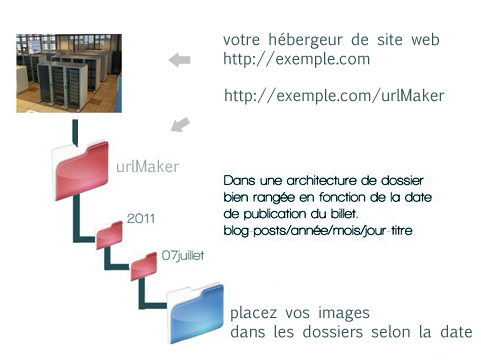 votre hébergeur de site web
http://exemple.com
http://exemple.com/urlMaker
urlMaker
Dans une architecture de dossier
bien rangée en fonction de la date
de publication du billet.
blog-posts/année/mois/jour-titre
2011
07juillet
placez vos images
dans les dossiers selon la date